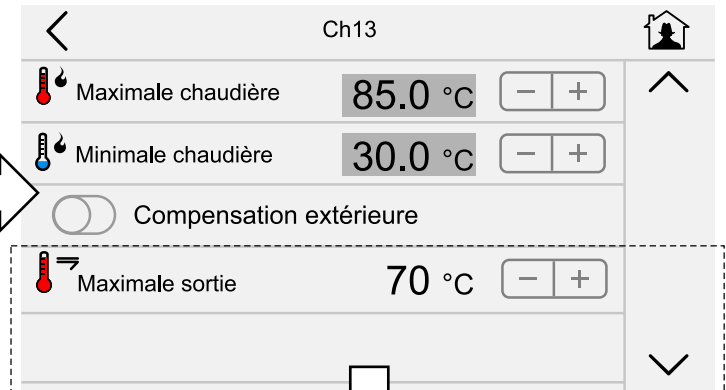 Ch13
Maximale chaudière 85.0 °C − +
Minimale chaudière 30.0 °C − +
Compensation extérieure
Maximale sortie 70 °C − +